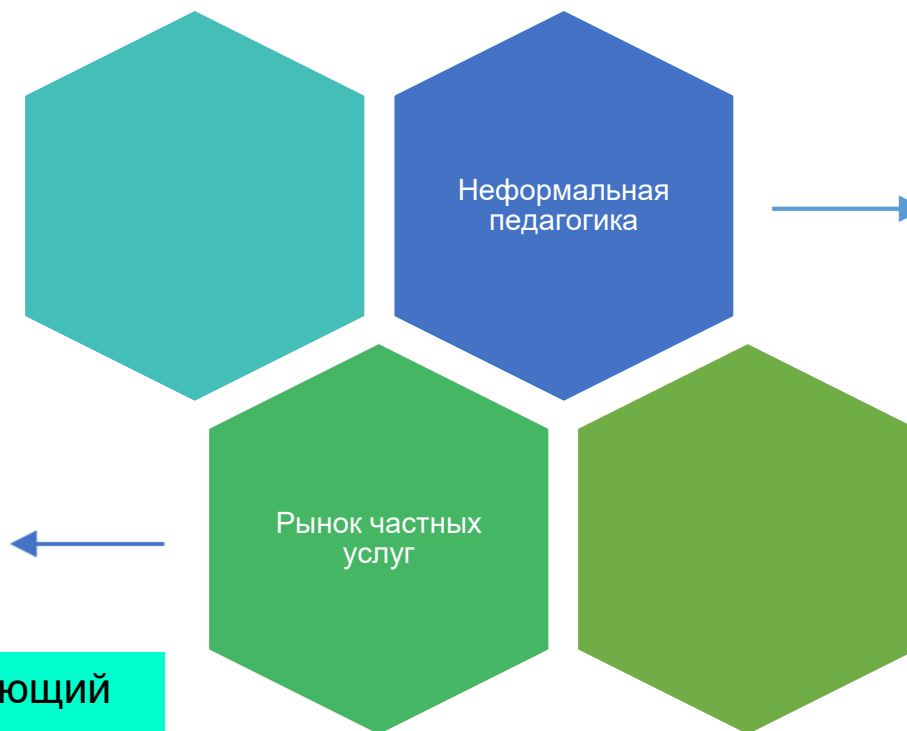 Неформальная
педагогика
Рынок частных
услуг
ющий